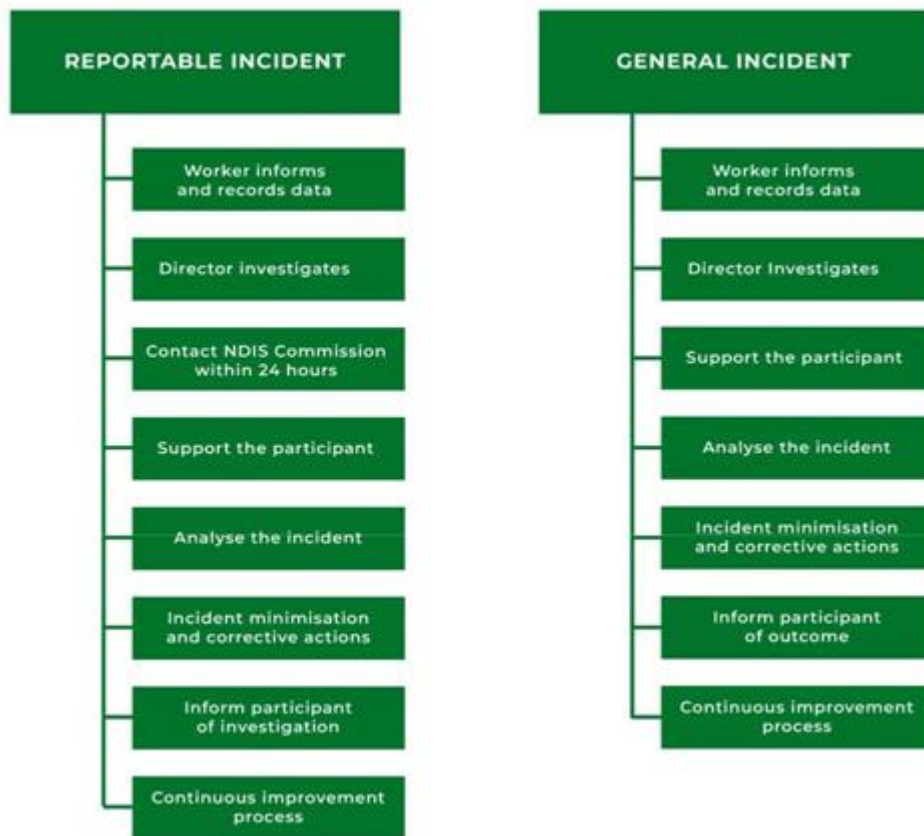 REPORTABLE INCIDENT
Worker informs
and records data
Director investigates
Contact NDIS Commission
within 24 hours
Support the participant
Analyse the incident
Incident minimisation
and corrective actions
Inform participant
of investigation
Continuous improvement
process
GENERAL INCIDENT
Worker informs
and records data
Director Investigates
Support the participant
Analyse the incident
Incident minimisation
and corrective actions
Inform participant
of outcome
Continuous improvement
process